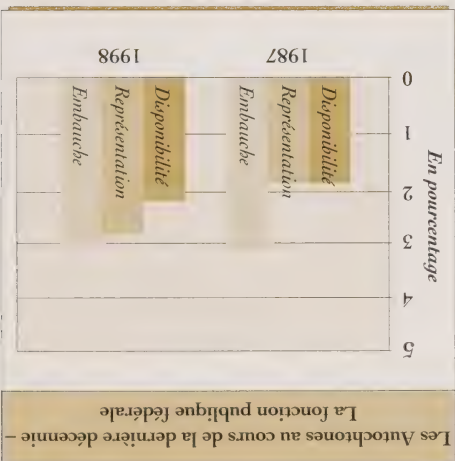 Les Autochtones au cours de la dernière décennie –
La fonction publique fédérale
5
4
3
2
1
0
En pourcentage
Disponibilité
Représentation
Embauche
Disponibilité
Représentation
Embauche
1987
1998